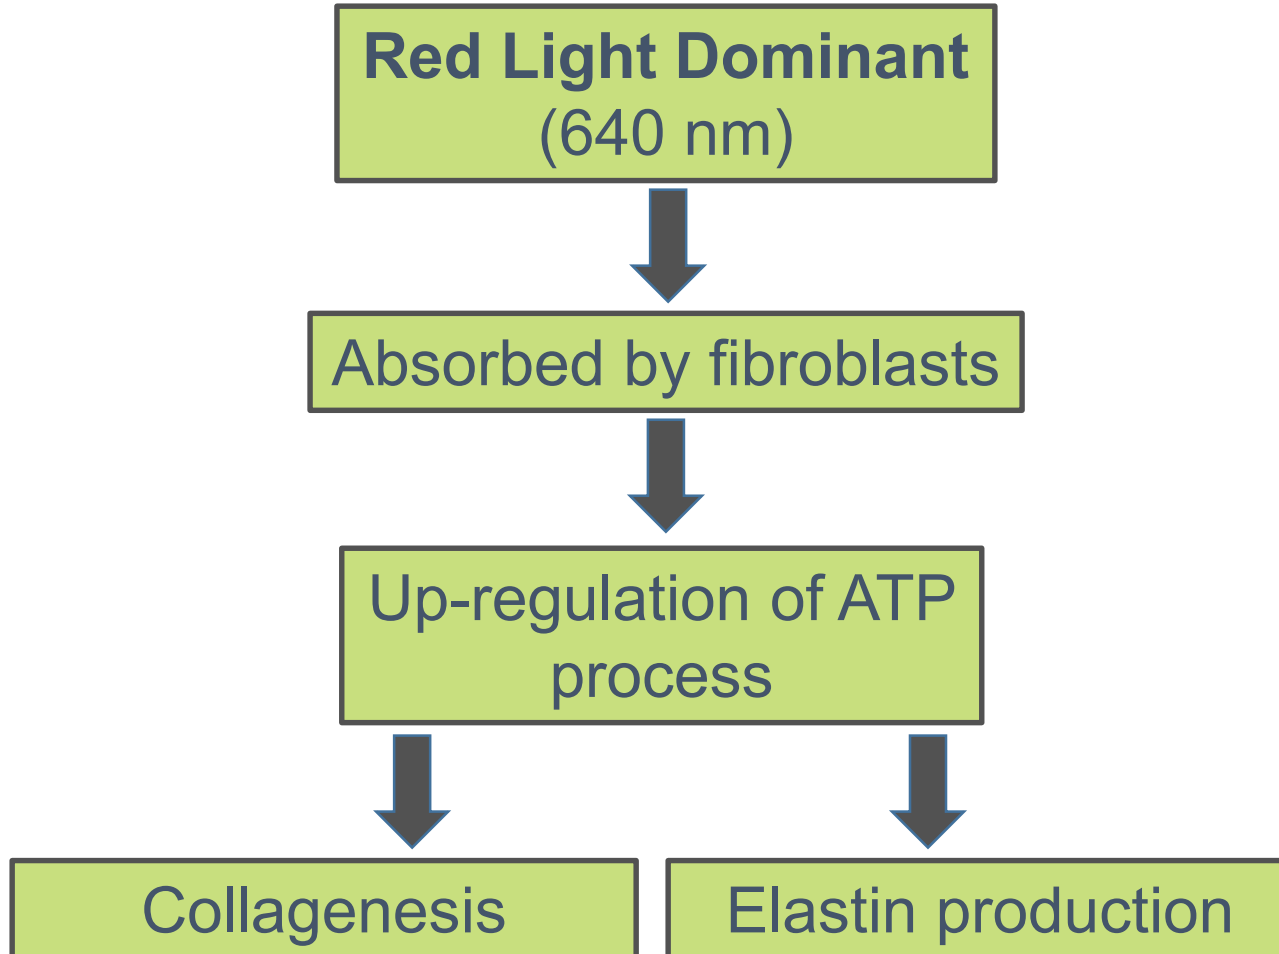 Red Light Dominant
(640 nm)
Absorbed by fibroblasts
Up-regulation of ATP
process
Collagenesis
Elastin production